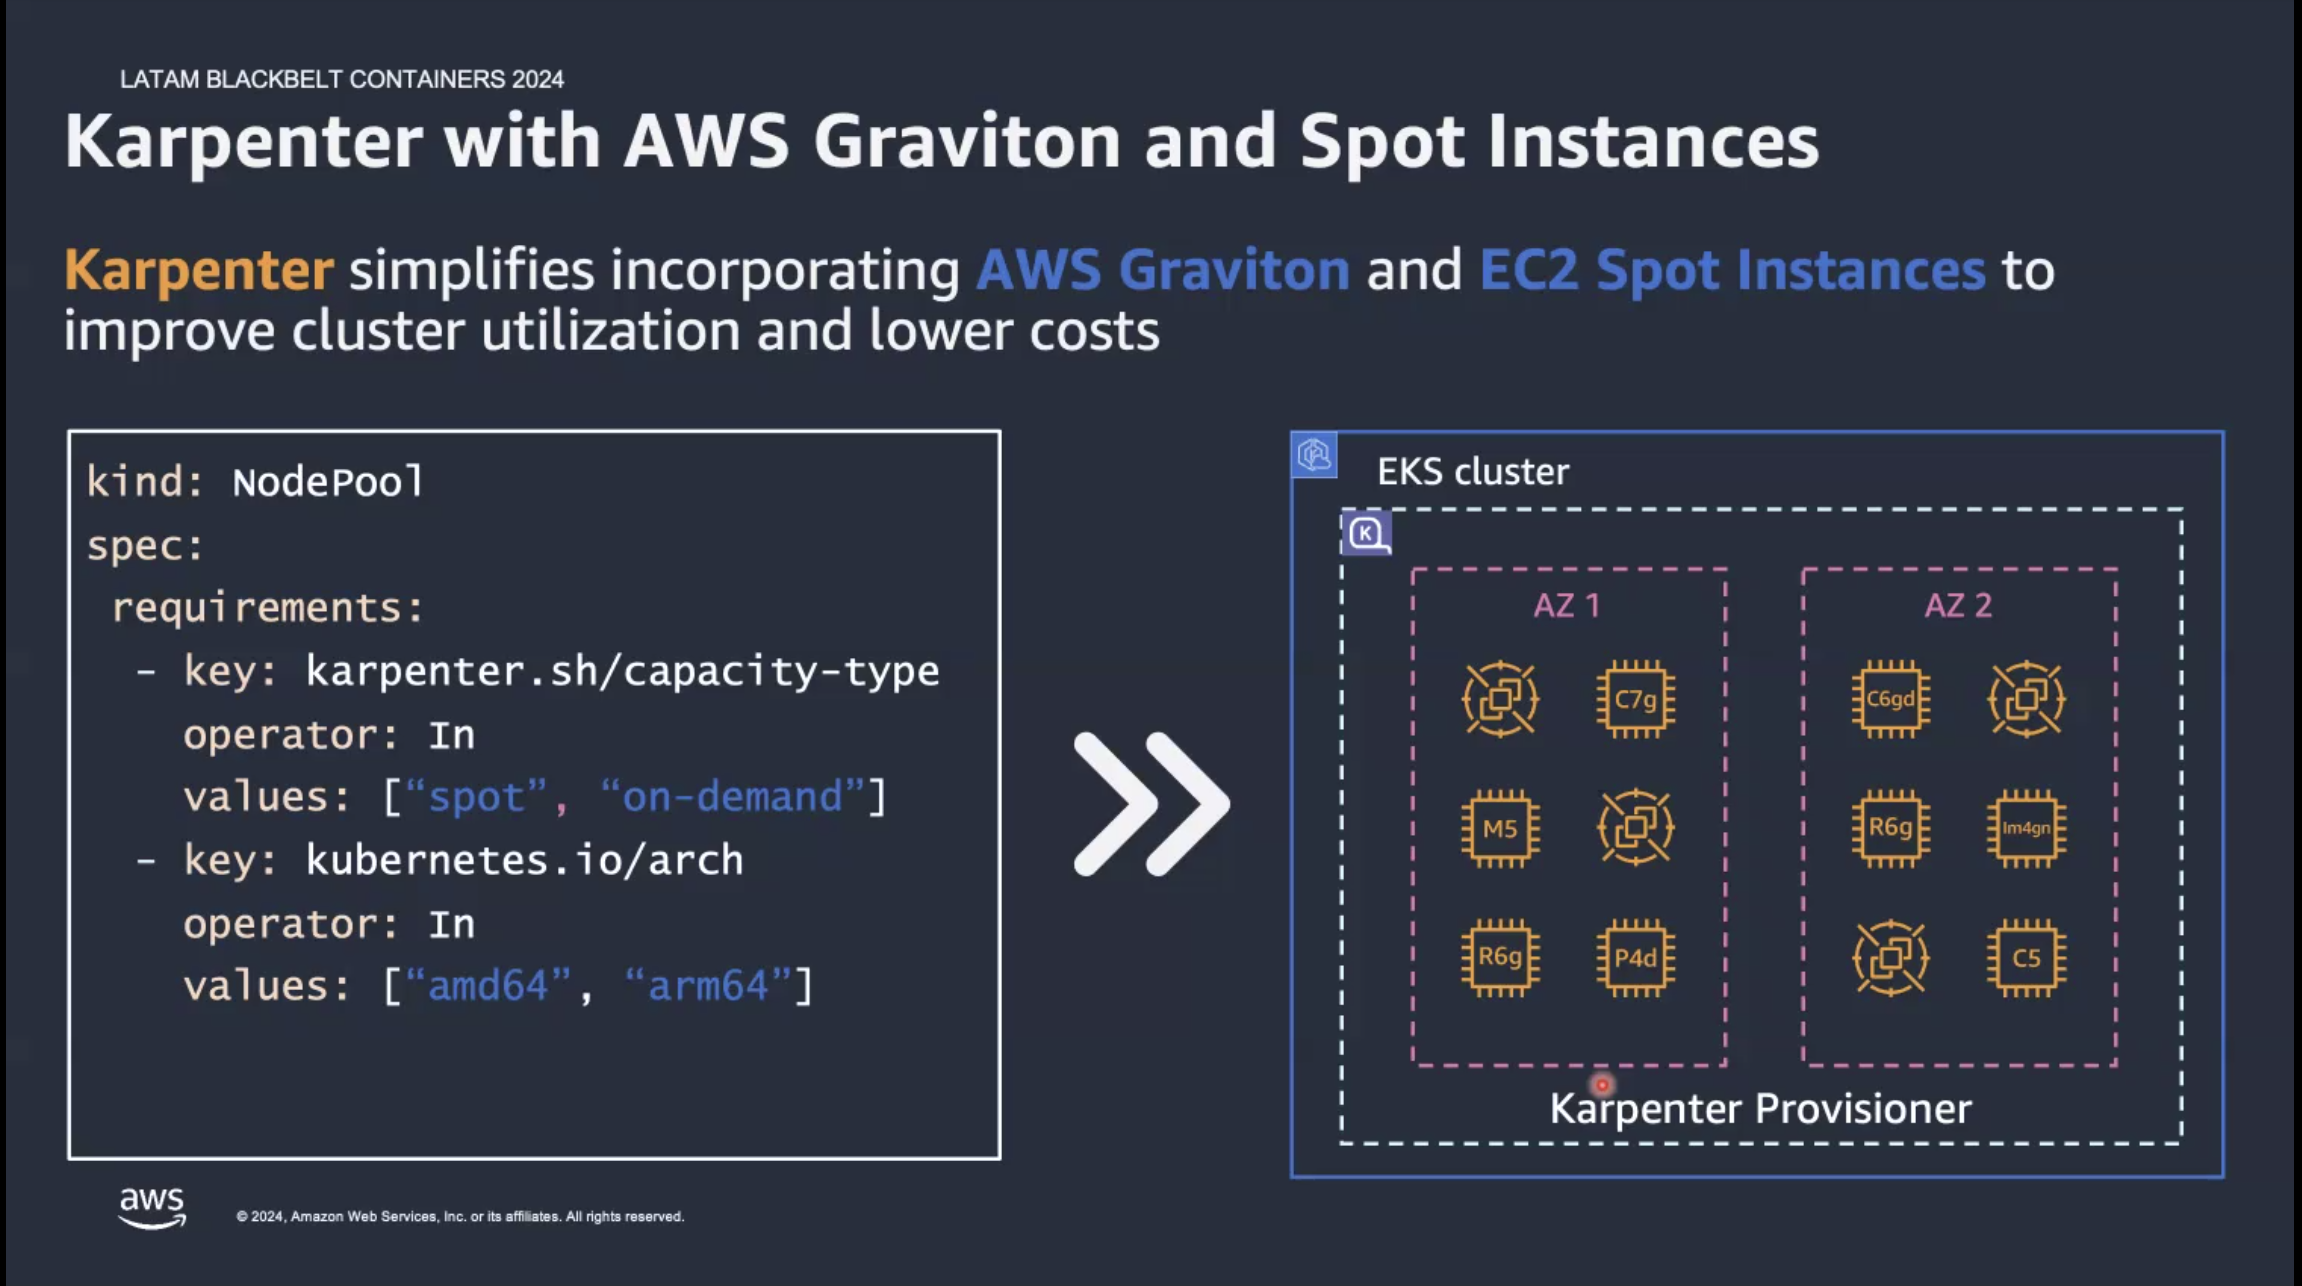 LATAM BLACKBELT CONTAINERS 2024
Karpenter with AWS Graviton and Spot Instances
Karpenter simplifies incorporating AWS Graviton and EC2 Spot Instances to
improve cluster utilization and lower costs
kind: NodePool
spec:
requirements:
- key: karpenter.sh/capacity-type
operator: In
values: [“spot”, “on-demand”]
- key: kubernetes.io/arch
operator: In
values: [“amd64”, “arm64”]
EKS cluster
K
AZ 1
C7g
M5
R6g
P4d
AZ 2
C6gd
R6g
Im4gn
C5
Karpenter Provisioner
aws
© 2024, Amazon Web Services, Inc. or its affiliates. All rights reserved.